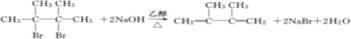 CH₃ CH₃ CH₃ CH₃
CH₃—C—C—CH₃ + 2NaOH 乙醇 △ CH₂=C—C=CH₂ + 2NaBr + 2H₂O
Br Br